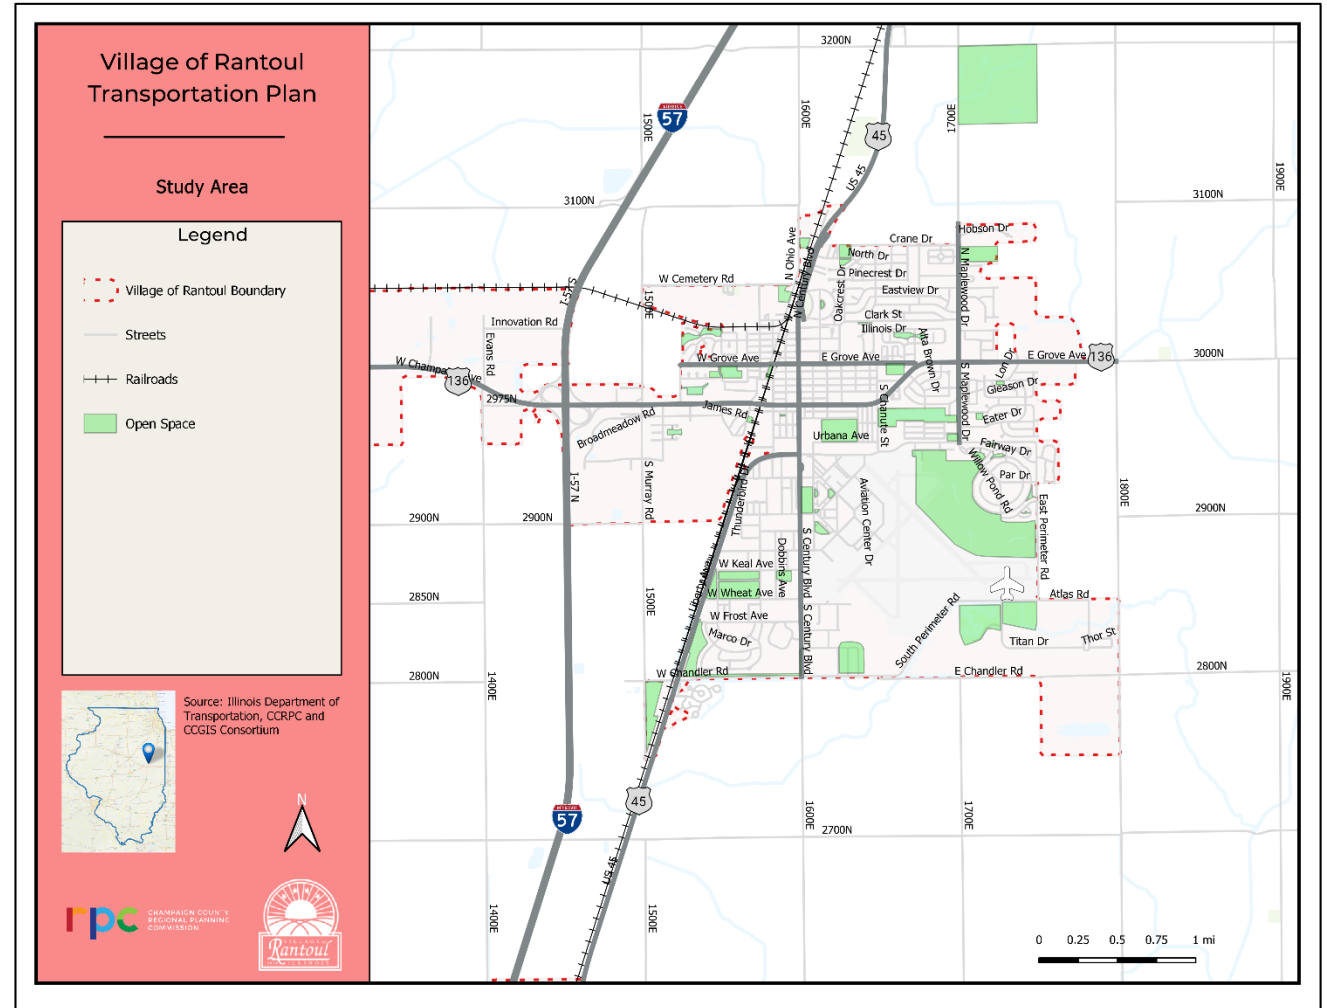 Village of Rantoul
Transportation Plan
Study Area
Legend
Village of Rantoul Boundary
Streets
Railroads
Open Space
Source: Illinois Department of
Transportation, CCRPC and
CCGIS Consortium
N
rpc
CHAMPAIGN COUNTY
REGIONAL PLANNING
COMMISSION
VILLAGE OF
Rantoul
ILLINOIS
3200N
57
1500E
1600E
45
1700E
US 45
1900E
3100N
3100N
Hobson Dr
Crane Dr
N Ohio Ave
North Dr
N Maplewood Dr
W Cemetery Rd
N Century Blvd
Pinecrest Dr
Oakcrest Dr
Eastview Dr
I-57 S
1500E
Innovation Rd
Clark St
Illinois Dr
Evans Rd
Alta Brown Dr
W Grove Ave
E Grove Ave
Lon Dr
E Grove Ave
136
3000N
136
2975N
S Maplewood Dr
Gleason Dr
S Chanute St
James Rd
Broadmeadow Rd
Eater Dr
Urbana Ave
Fairway Dr
Willow Pond Rd
Par Dr
I-57 N
S Murray Rd
Thunderbird Dr
Aviation Center Dr
1800E
2900N
2900N
2900N
East Perimeter Rd
S Century Blvd
Dobbins Ave
W Keal Ave
W Wheat Ave
Atlas Rd
2850N
1500E
W Frost Ave
S Century Blvd
South Perimeter Rd
Marco Dr
Titan Dr
Thor St
W Chandler Rd
E Chandler Rd
2800N
2800N
1400E
1900E
45
57
1600E
1700E
2700N
US 45
1400E
1500E
0 0.25 0.5 0.75 1 mi